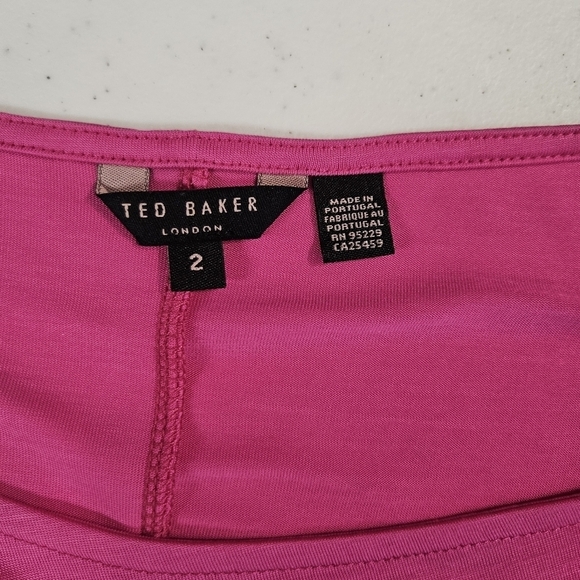 TED BAKER
LONDON
2
MADE IN
PORTUGAL
FABRIQUE AU
PORTUGAL
RN 95229
CA25459